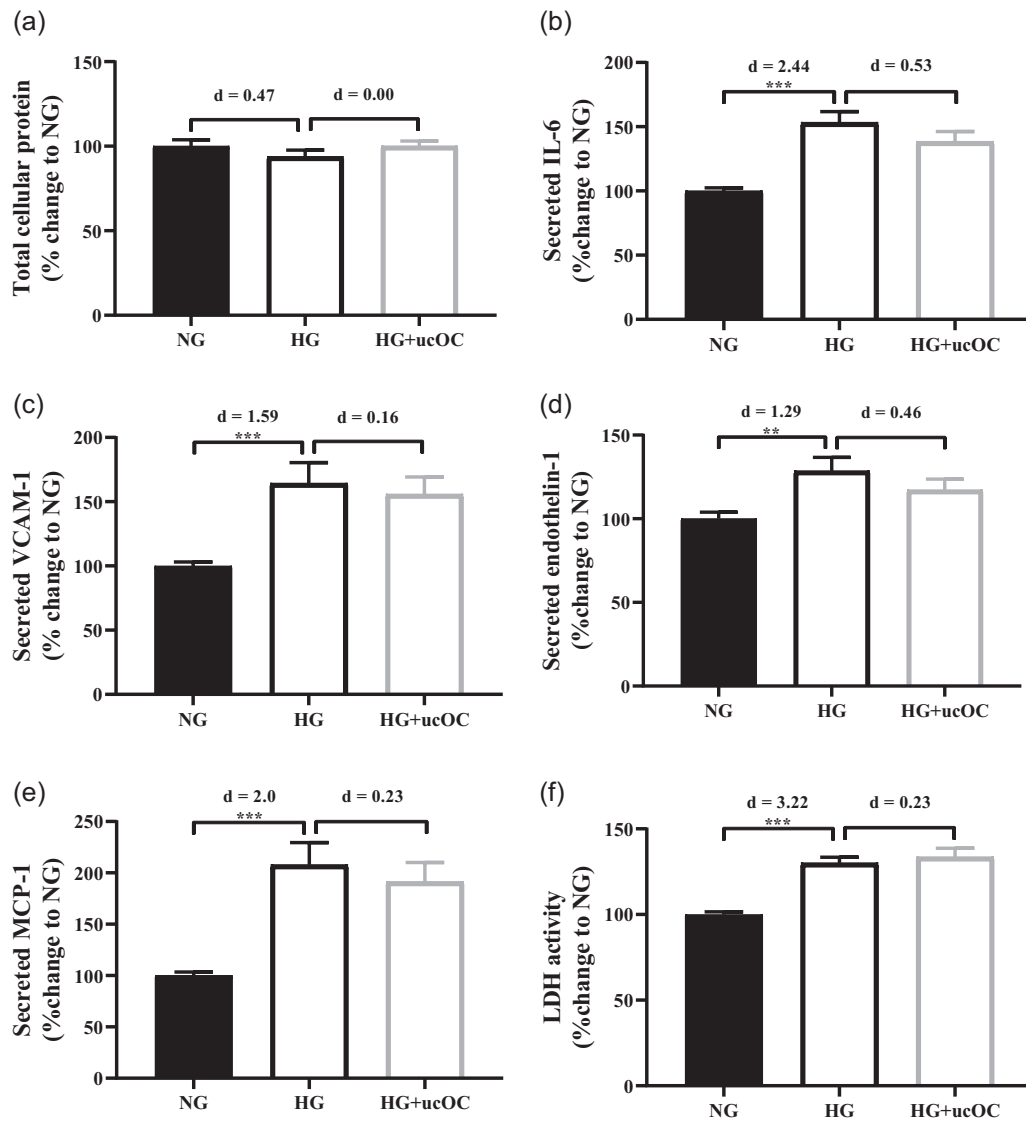 (a)
Total cellular protein
(% change to NG)
150
100
50
0
d = 0.47
d = 0.00
NG
HG
HG+ucOC
(b)
Secreted IL-6
(%change to NG)
200
150
100
50
0
d = 2.44
d = 0.53
***
NG
HG
HG+ucOC
(c)
Secreted VCAM-1
(% change to NG)
200
150
100
50
0
d = 1.59
d = 0.16
***
NG
HG
HG+ucOC
(d)
Secreted endothelin-1
(%change to NG)
150
100
50
0
d = 1.29
d = 0.46
**
NG
HG
HG+ucOC
(e)
Secreted MCP-1
(%change to NG)
250
200
150
100
50
0
d = 2.0
d = 0.23
***
NG
HG
HG+ucOC
(f)
LDH activity
(%change to NG)
150
100
50
0
d = 3.22
d = 0.23
***
NG
HG
HG+ucOC